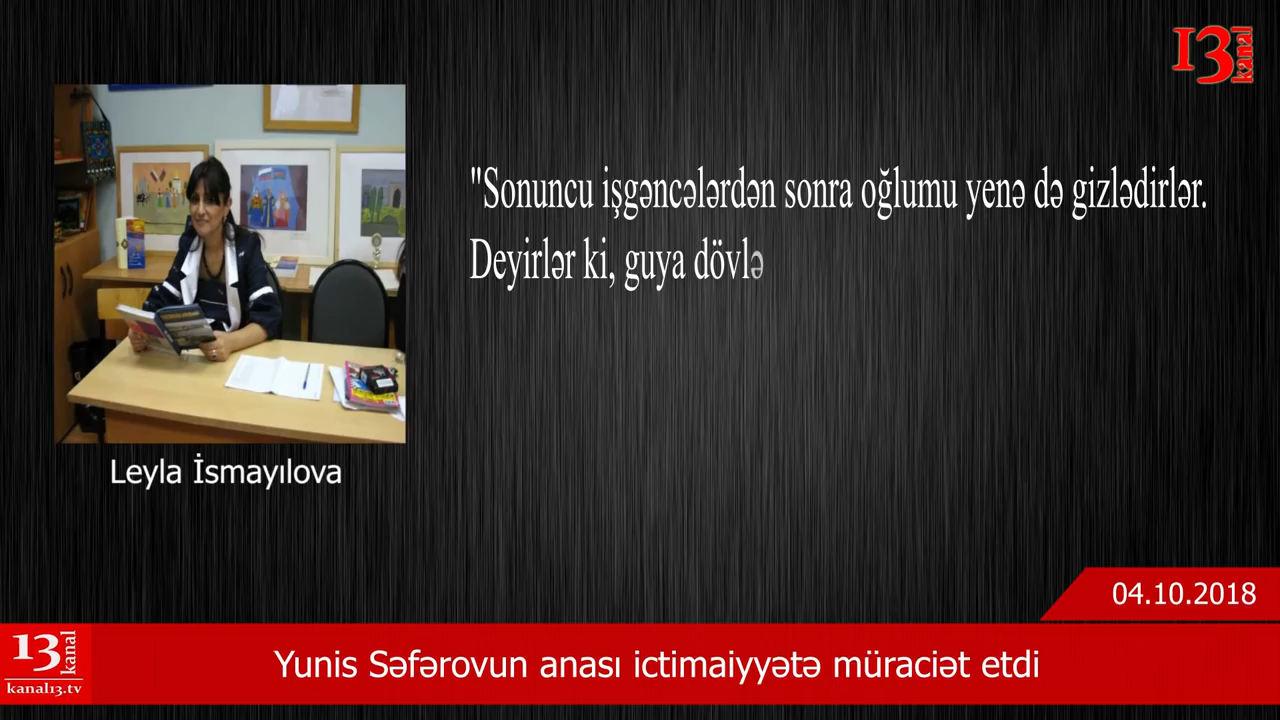 13 kanal
"Sonuncu işgəncələrdən sonra oğlumu yenə də gizlədirlər.
Deyirlər ki, guya dövlə
Leyla İsmayılova
04.10.2018
13 kanal
kanal13.tv
Yunis Səfərovun anası ictimaiyyətə müraciət etdi